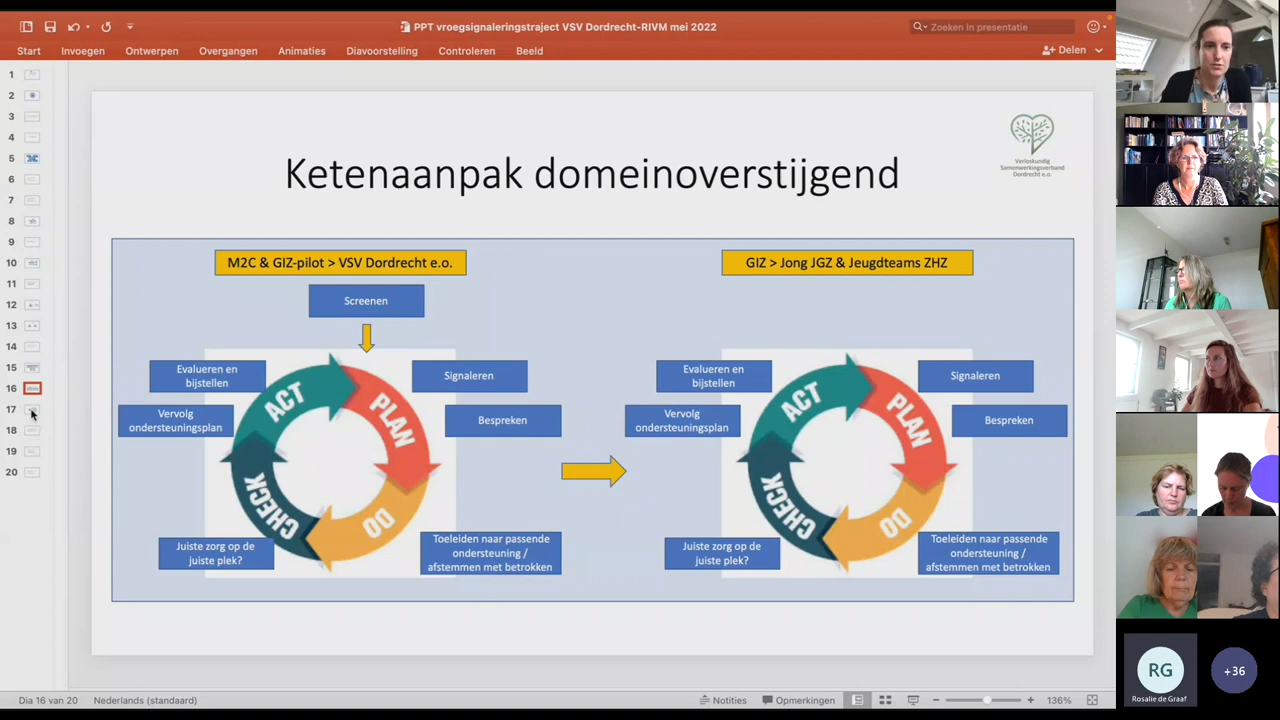 PPT vroegsignaleringstraject VSV Dordrecht-RIVM mei 2022
Zoeken in presentatie
Start Invoegen Ontwerpen Overgangen Animaties Diavoorstelling Controleren Beeld
Delen
1
2
3
4
5
6
7
8
9
10
11
12
13
14
15
16
17
18
19
20
Verloskundig
Samenwerkingsverband
Dordrecht e.o.
Ketenaanpak domeinoverstijgend
M2C & GIZ-pilot > VSV Dordrecht e.o.
Screenen
Evalueren en
bijstellen
Signaleren
Vervolg
ondersteuningsplan
Bespreken
ACT
PLAN
CHECK
DO
Juiste zorg op de
juiste plek?
Toeleiden naar passende
ondersteuning /
afstemmen met betrokken
GIZ > Jong JGZ & Jeugdteams ZHZ
Evalueren en
bijstellen
Signaleren
Vervolg
ondersteuningsplan
Bespreken
ACT
PLAN
CHECK
DO
Juiste zorg op de
juiste plek?
Toeleiden naar passende
ondersteuning /
afstemmen met betrokken
Dia 16 van 20 Nederlands (standaard)
Notities Opmerkingen 136%
RG
Rosalie de Graaf
+36